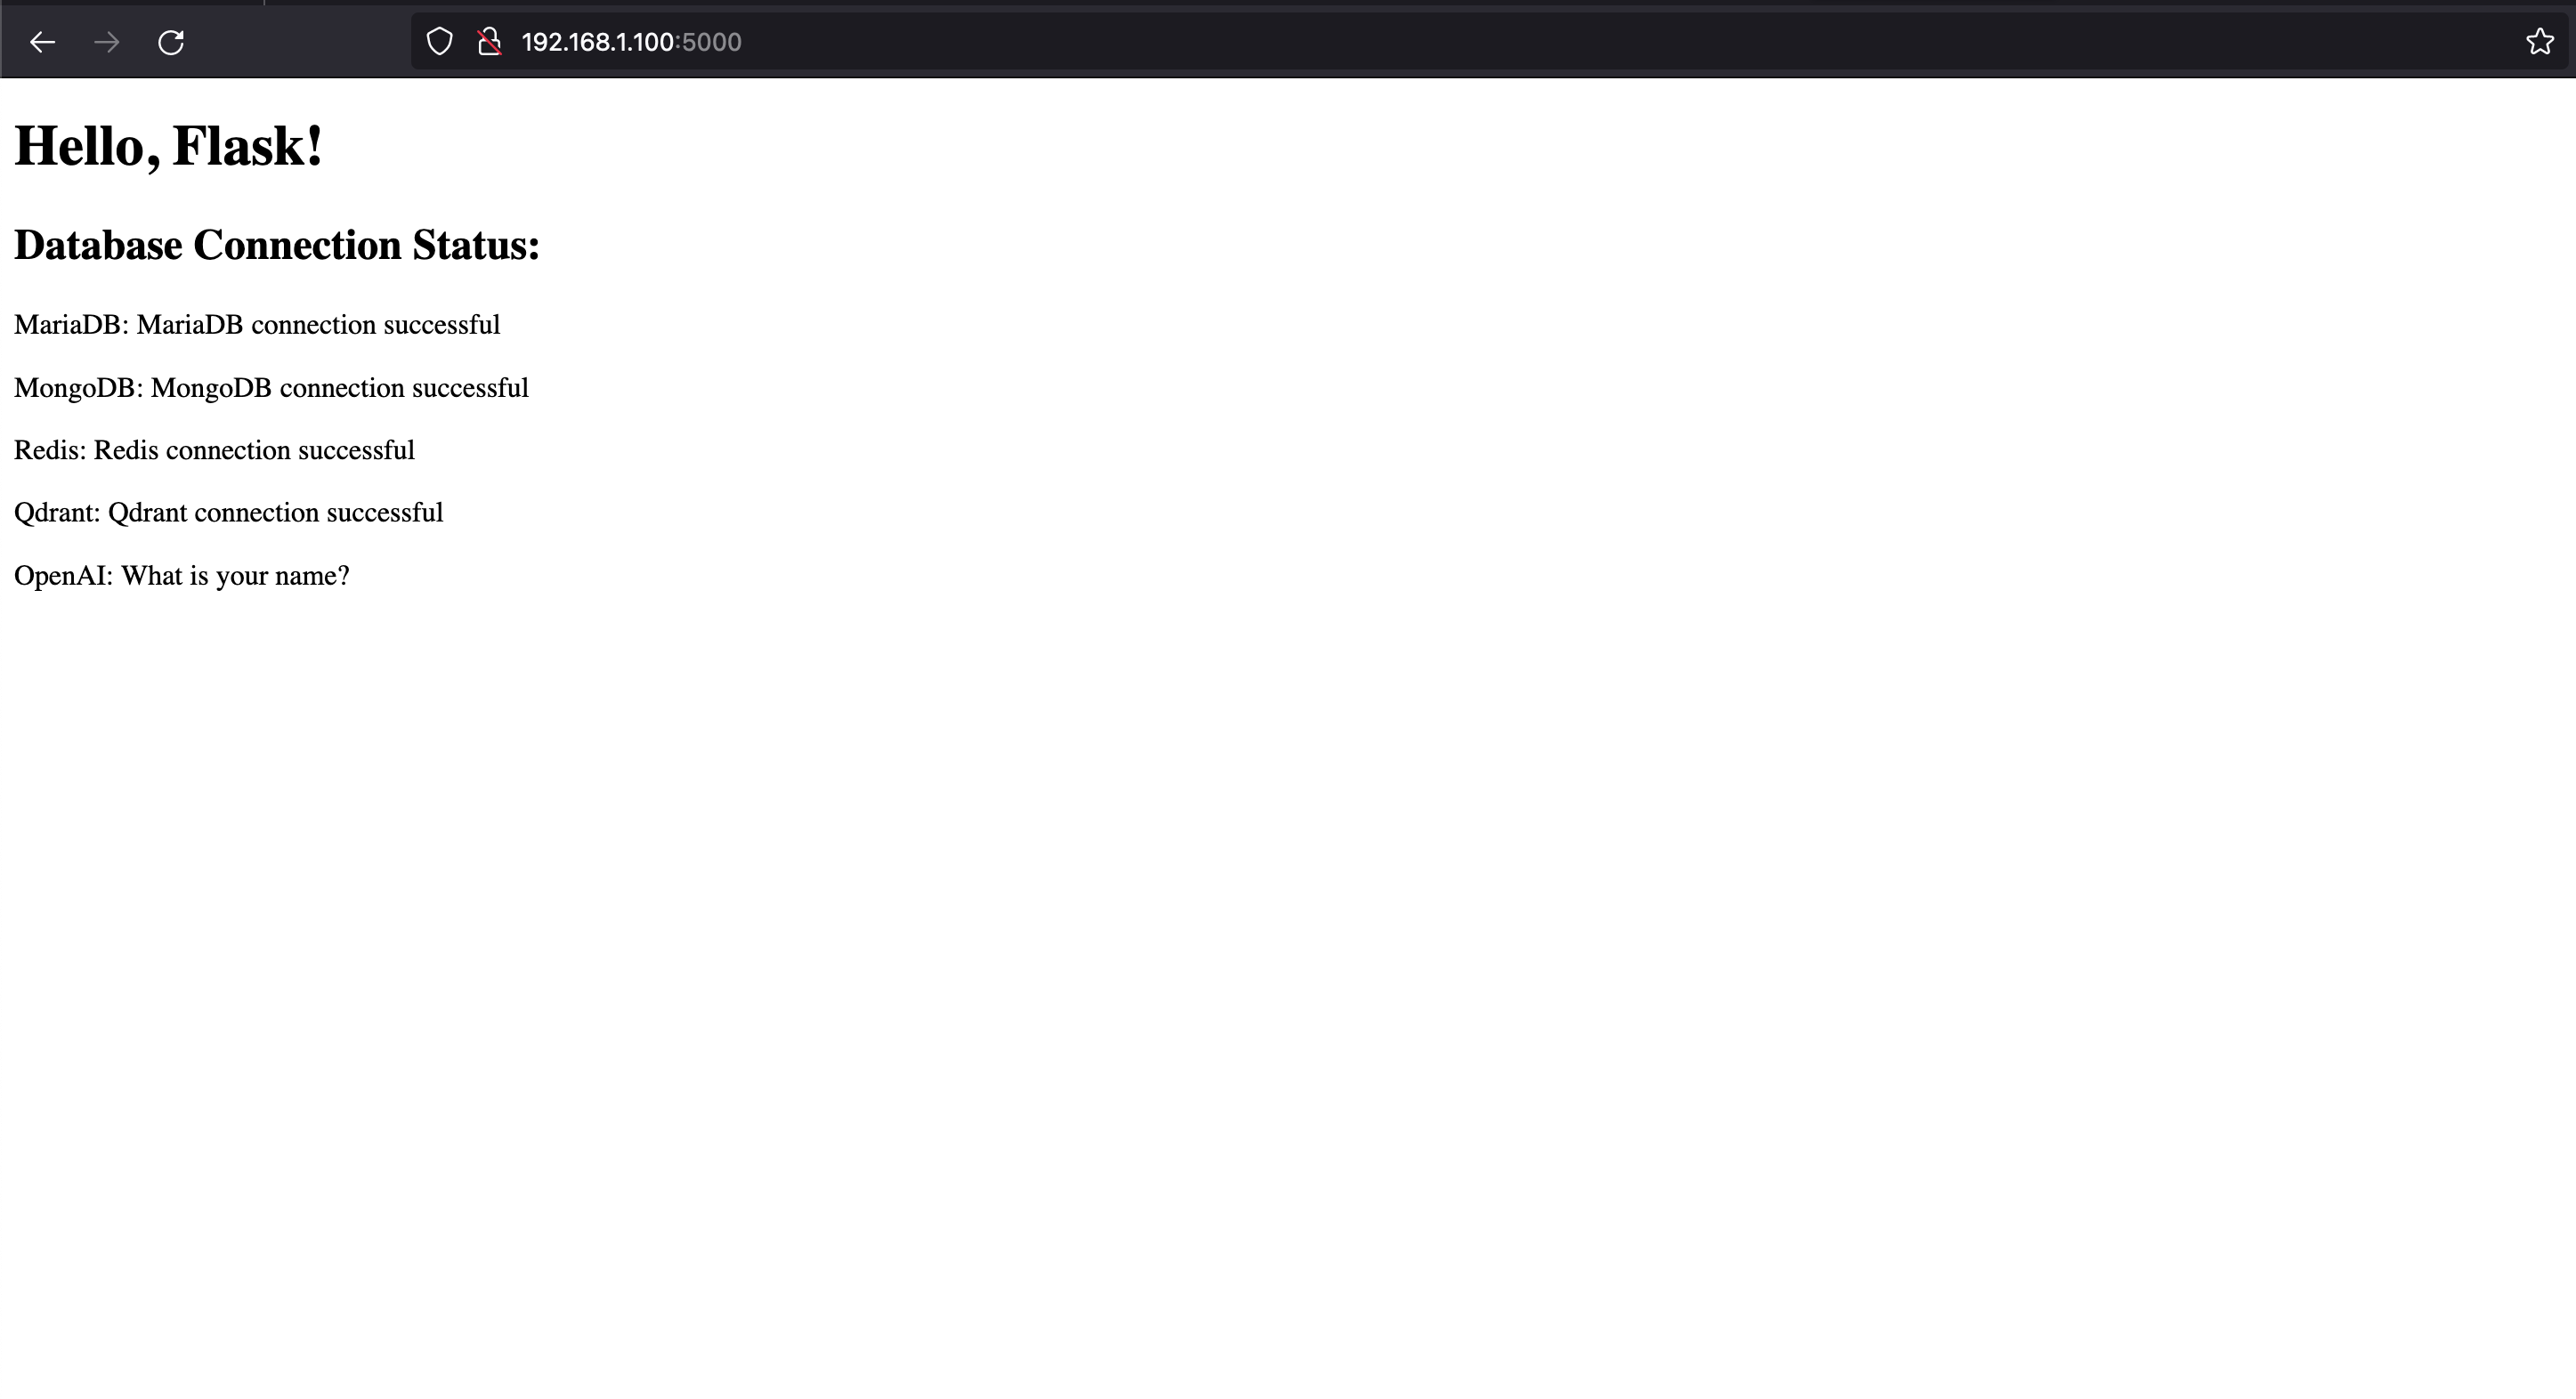 192.168.1.100:5000
Hello, Flask!
Database Connection Status:
MariaDB: MariaDB connection successful
MongoDB: MongoDB connection successful
Redis: Redis connection successful
Qdrant: Qdrant connection successful
OpenAI: What is your name?